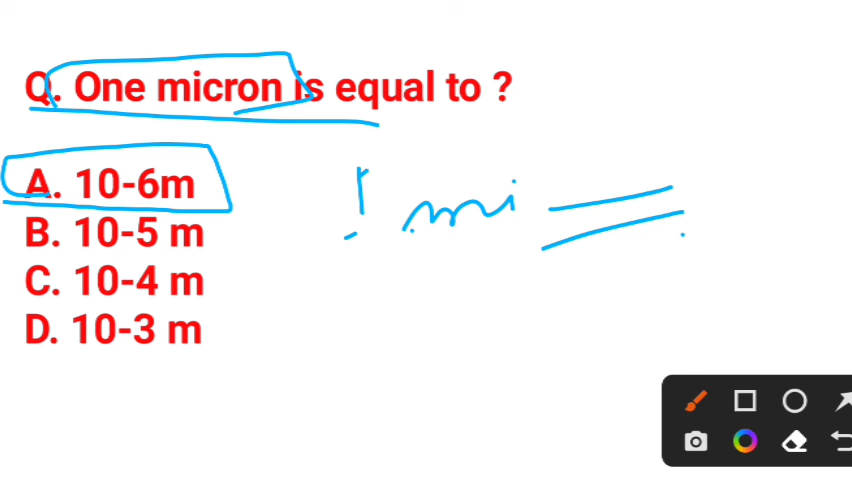 Q. One micron is equal to ?
A. 10-6m
B. 10-5 m
C. 10-4 m
D. 10-3 m